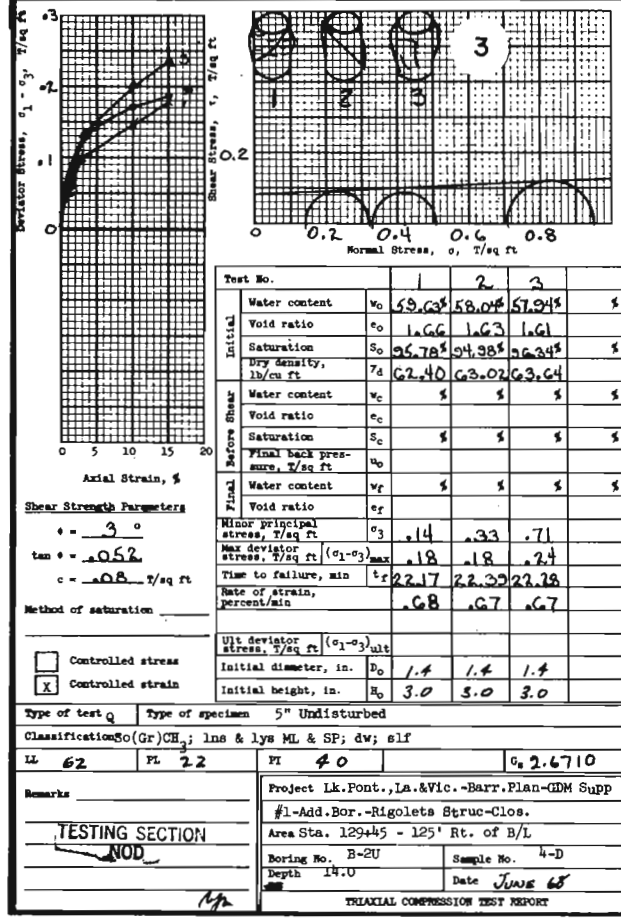 Deviator Stress, σ1 - σ3, T/sq ft
.3
.2
.1
0
0 5 10 15 20
Axial Strain, %
Shear Stress, τ, T/sq ft
0.2
1 2 3
3
0 0.2 0.4 0.6 0.8
Normal Stress, σ, T/sq ft
Shear Strength Parameters
φ = 3 °
tan φ = .052
c = .08 T/sq ft
Method of saturation
Controlled stress
X Controlled strain
Test No. 1 2 3
Initial
Water content w₀ 59.63% 58.04% 57.94% %
Void ratio e₀ 1.66 1.63 1.61
Saturation S₀ 95.78% 94.98% 96.34% %
Dry density, lb/cu ft γd 62.40 63.02 63.64
Before Shear
Water content wc % % % %
Void ratio ec
Saturation Sc % % % %
Final back pressure, T/sq ft u₀
Final
Water content wf % % % %
Void ratio ef
Minor principal stress, T/sq ft σ3 .14 .33 .71
Max deviator stress, T/sq ft (σ1-σ3)max .18 .18 .24
Time to failure, min tf 22.17 22.39 22.28
Rate of strain, percent/min .68 .67 .67
Ult deviator stress, T/sq ft (σ1-σ3)ult
Initial diameter, in. D₀ 1.4 1.4 1.4
Initial height, in. H₀ 3.0 3.0 3.0
Type of test Q Type of specimen 5" Undisturbed
Classification So(Gr)CH3; lns & lys ML & SP; dw; slf
LL 62 PL 22 PI 40 Gs 2.6710
Remarks
TESTING SECTION
NOD
Project Lk.Pont.,La.&Vic.-Barr.Plan-GDM Supp
#1-Add.Bor.-Rigolets Struc-Clos.
Area Sta. 129+45 - 125' Rt. of B/L
Boring No. B-2U Sample No. 4-D
Depth 14.0 Date JUNE 68
TRIAXIAL COMPRESSION TEST REPORT